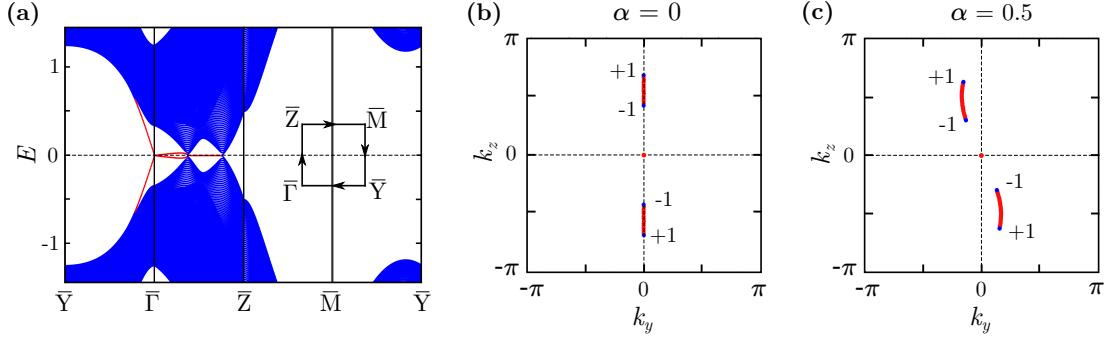 (a)
E
1
0
-1
Y̅
Γ̅
Z̅
M̅
Y̅
Z̅
M̅
Γ̅
Y̅
(b)
α = 0
π
k_z
0
-π
+1
-1
-1
+1
-π
0
π
k_y
(c)
α = 0.5
π
k_z
0
-π
+1
-1
-1
+1
-π
0
π
k_y